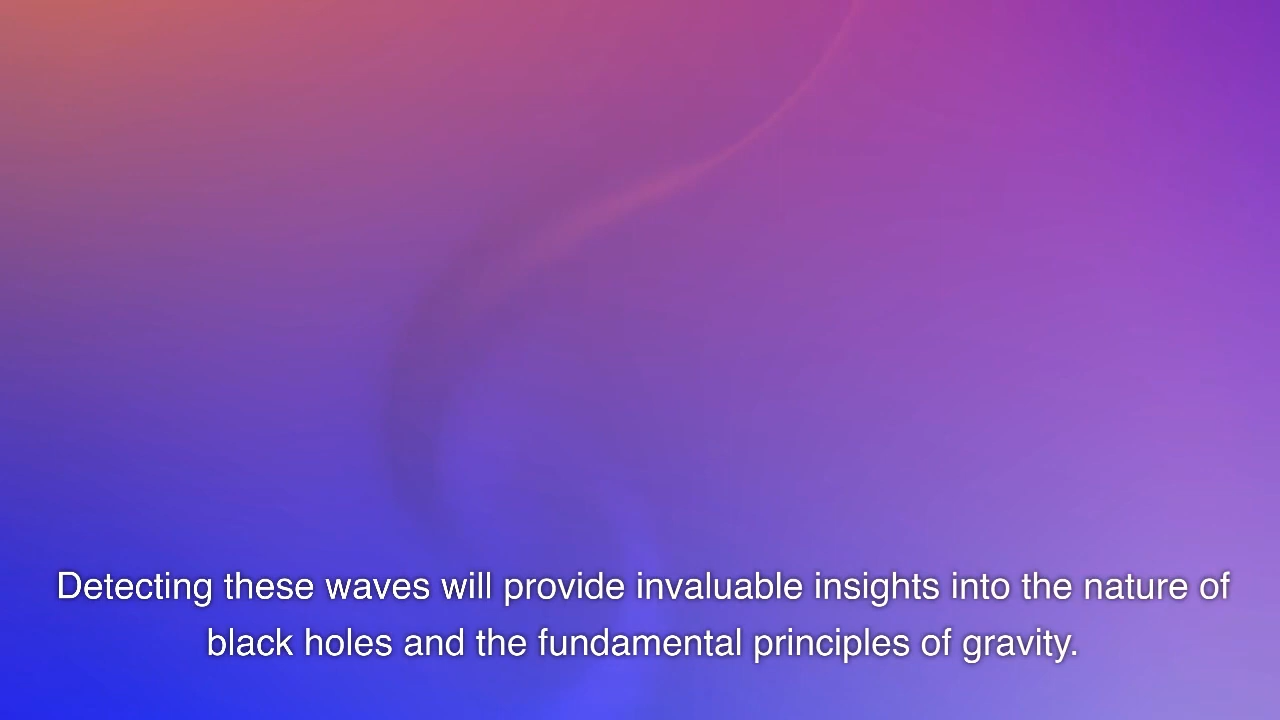 Detecting these waves will provide invaluable insights into the nature of
black holes and the fundamental principles of gravity.